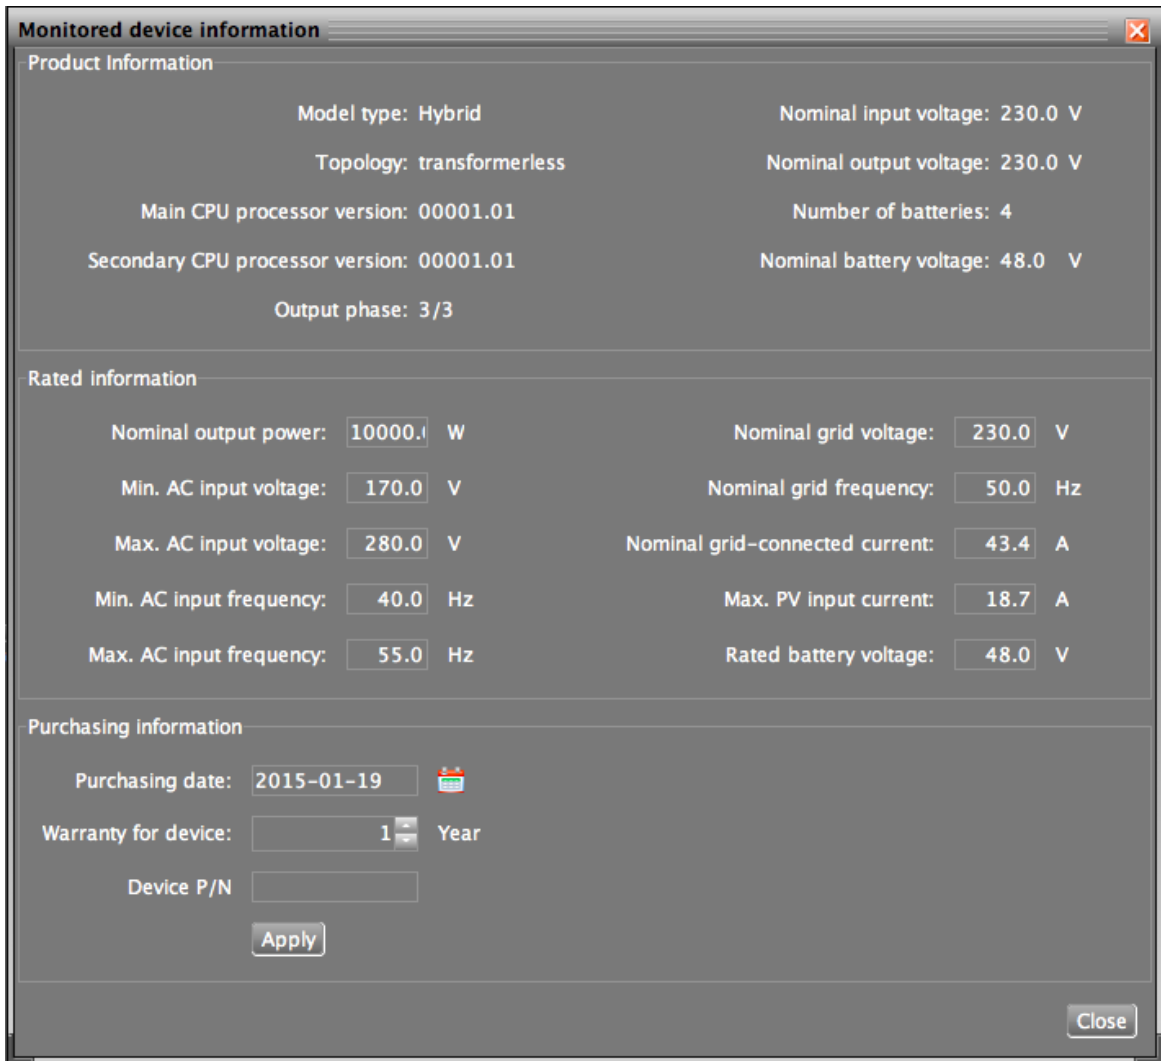 Monitored device information
Product Information
Model type: Hybrid
Nominal input voltage: 230.0 V
Topology: transformerless
Nominal output voltage: 230.0 V
Main CPU processor version: 00001.01
Number of batteries: 4
Secondary CPU processor version: 00001.01
Nominal battery voltage: 48.0 V
Output phase: 3/3
Rated information
Nominal output power: 10000. W
Nominal grid voltage: 230.0 V
Min. AC input voltage: 170.0 V
Nominal grid frequency: 50.0 Hz
Max. AC input voltage: 280.0 V
Nominal grid-connected current: 43.4 A
Min. AC input frequency: 40.0 Hz
Max. PV input current: 18.7 A
Max. AC input frequency: 55.0 Hz
Rated battery voltage: 48.0 V
Purchasing information
Purchasing date: 2015-01-19
Warranty for device: 1 Year
Device P/N
Apply
Close